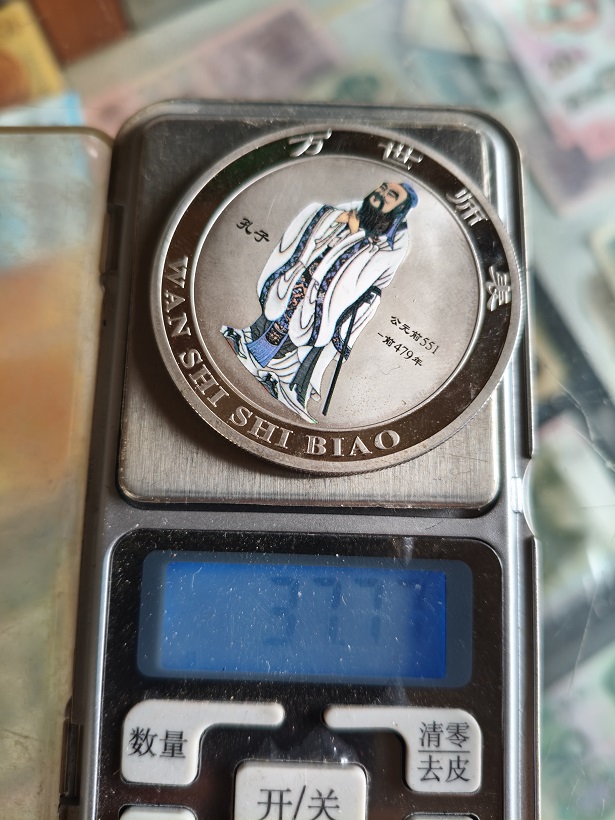 万世师表
孔子
公元前551
-前479年
WAN SHI SHI BIAO
37.7
数量
清零
去皮
开/关